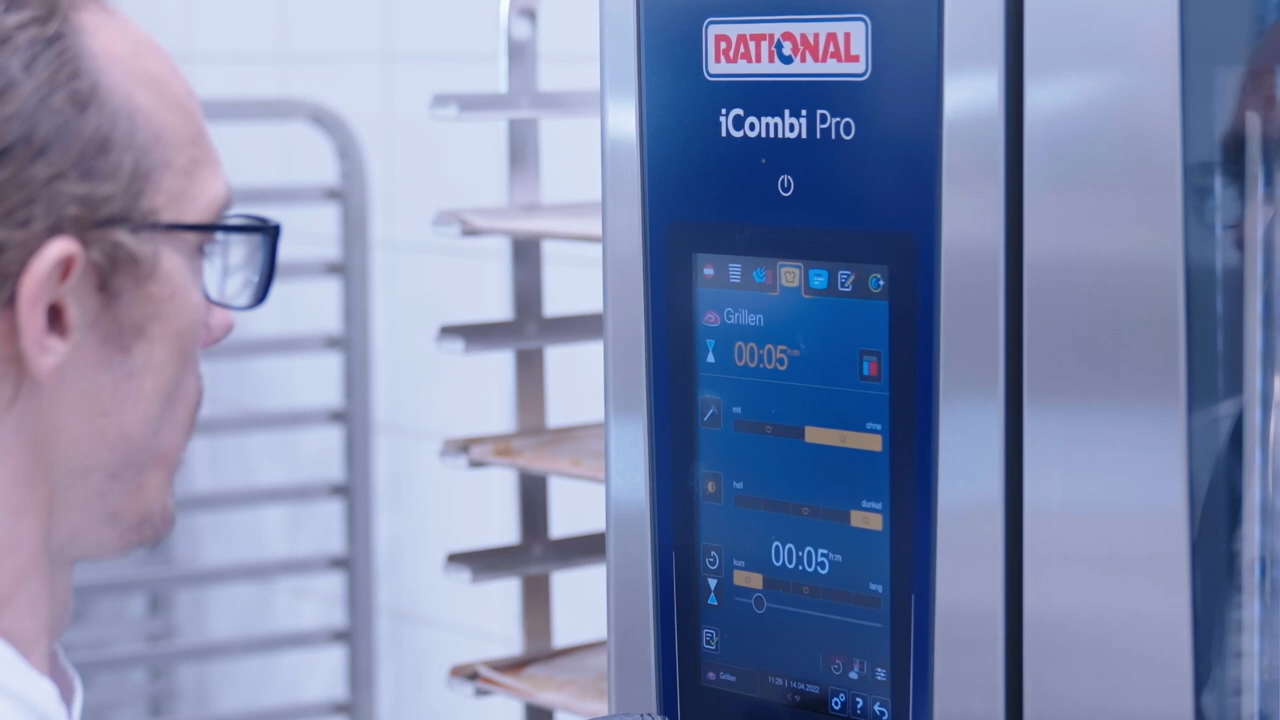 RATIONAL
iCombi Pro
Grillen
00:05 h:m
mit
ohne
hell
dunkel
00:05 h:m
kurz
lang
Grillen
11:26 | 14.04.2022
?